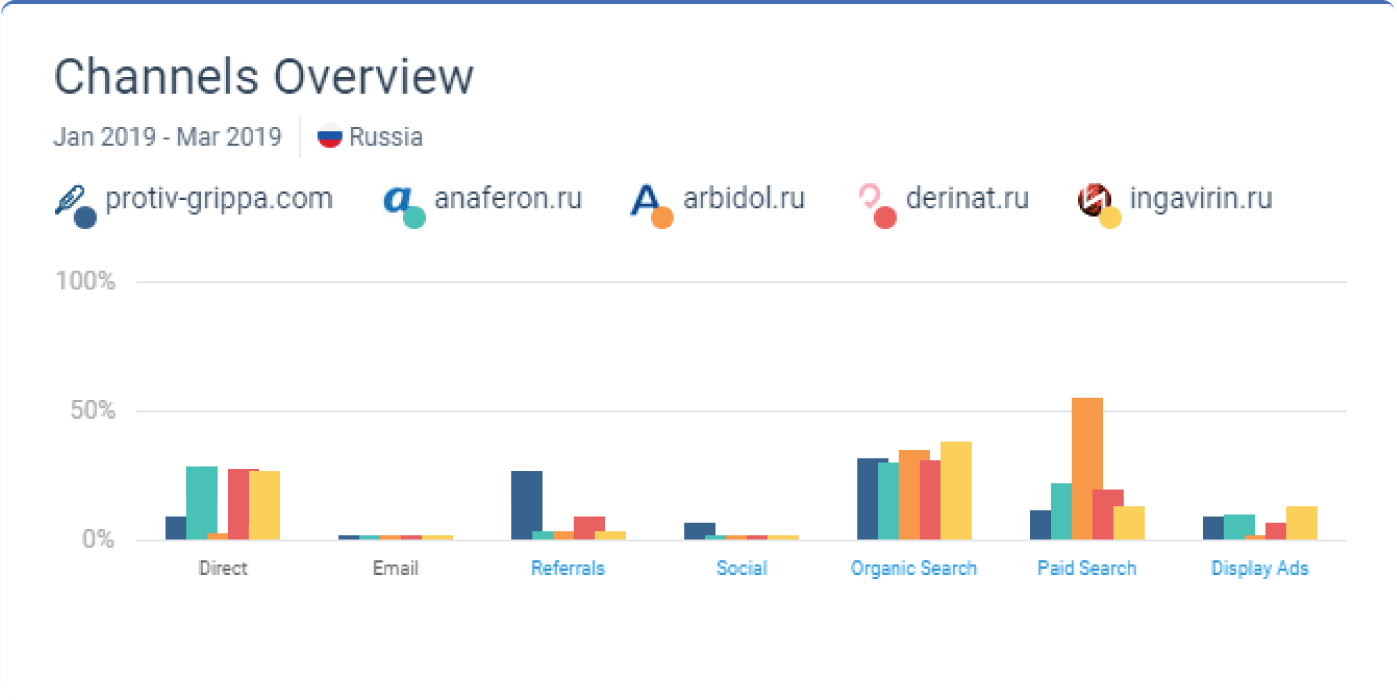 Channels Overview
Jan 2019 - Mar 2019 Russia
protiv-grippa.com anaferon.ru arbidol.ru derinat.ru ingavirin.ru
100%
50%
0%
Direct Email Referrals Social Organic Search Paid Search Display Ads